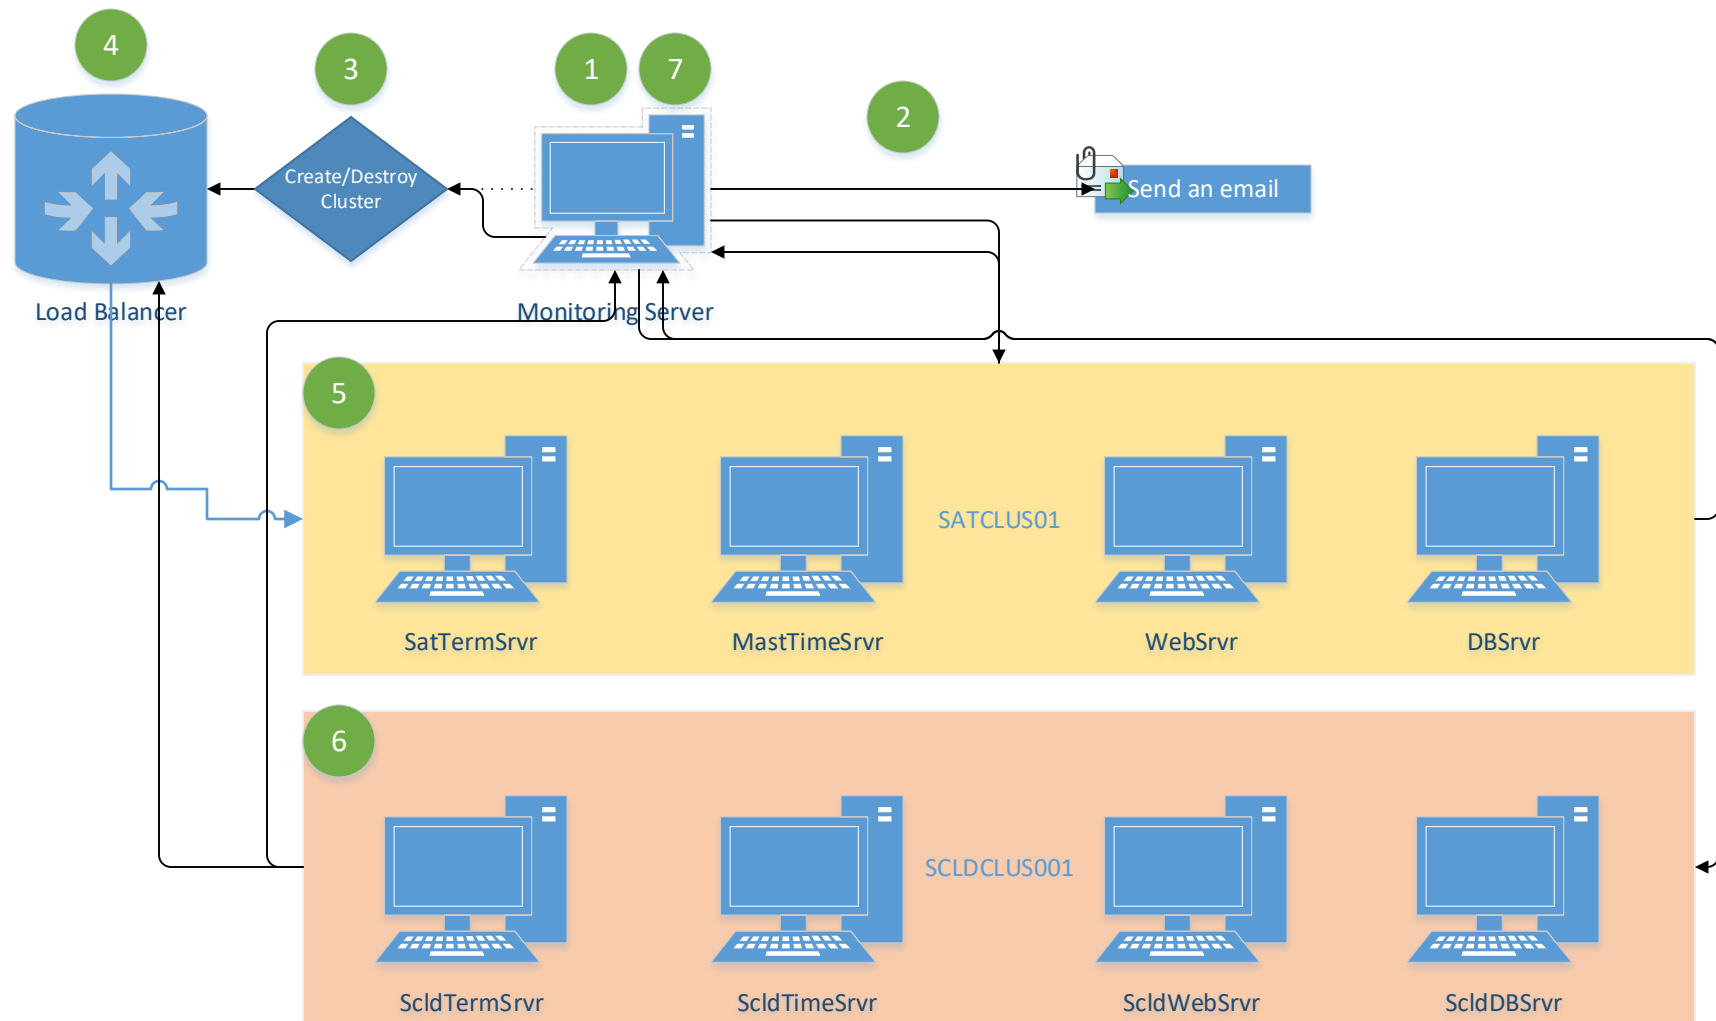 4
3
1
7
2
Create/Destroy
Cluster
Send an email
Load Balancer
Monitoring Server
5
SATCLUS01
SatTermSrvr
MastTimeSrvr
WebSrvr
DBSrvr
6
SCLDCLUS001
ScldTermSrvr
ScldTimeSrvr
ScldWebSrvr
ScldDBSrvr